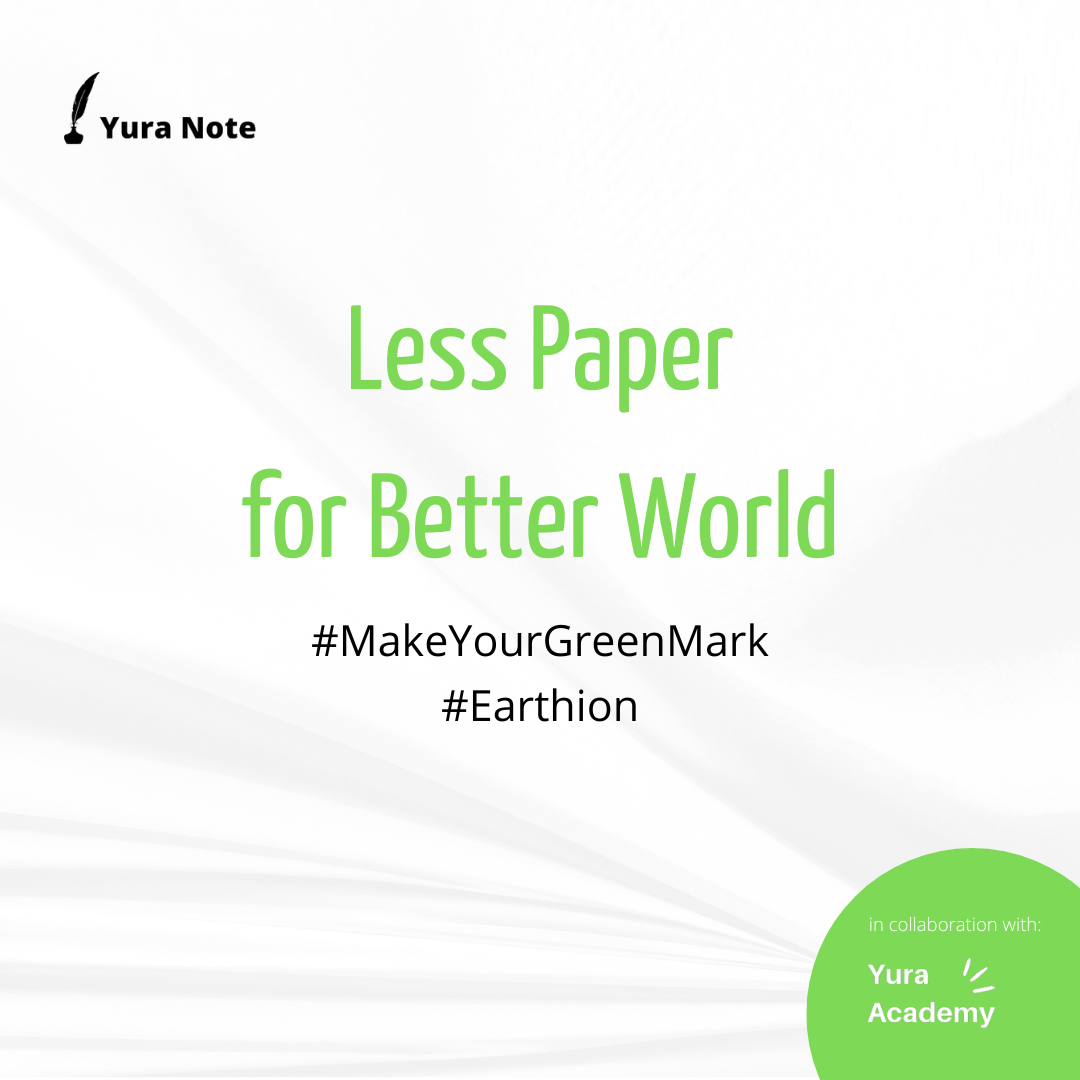 Yura Note
Less Paper
for Better World
#MakeYourGreenMark
#Earthion
in collaboration with:
Yura
Academy